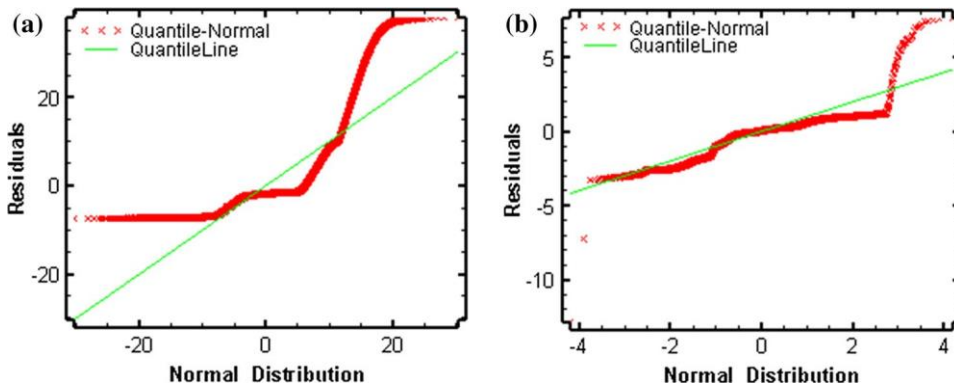 (a)
Quantile-Normal
QuantileLine
Residuals
20
0
-20
-20
0
20
Normal Distribution
(b)
Quantile-Normal
QuantileLine
Residuals
5
0
-5
-10
-4
-2
0
2
4
Normal Distribution